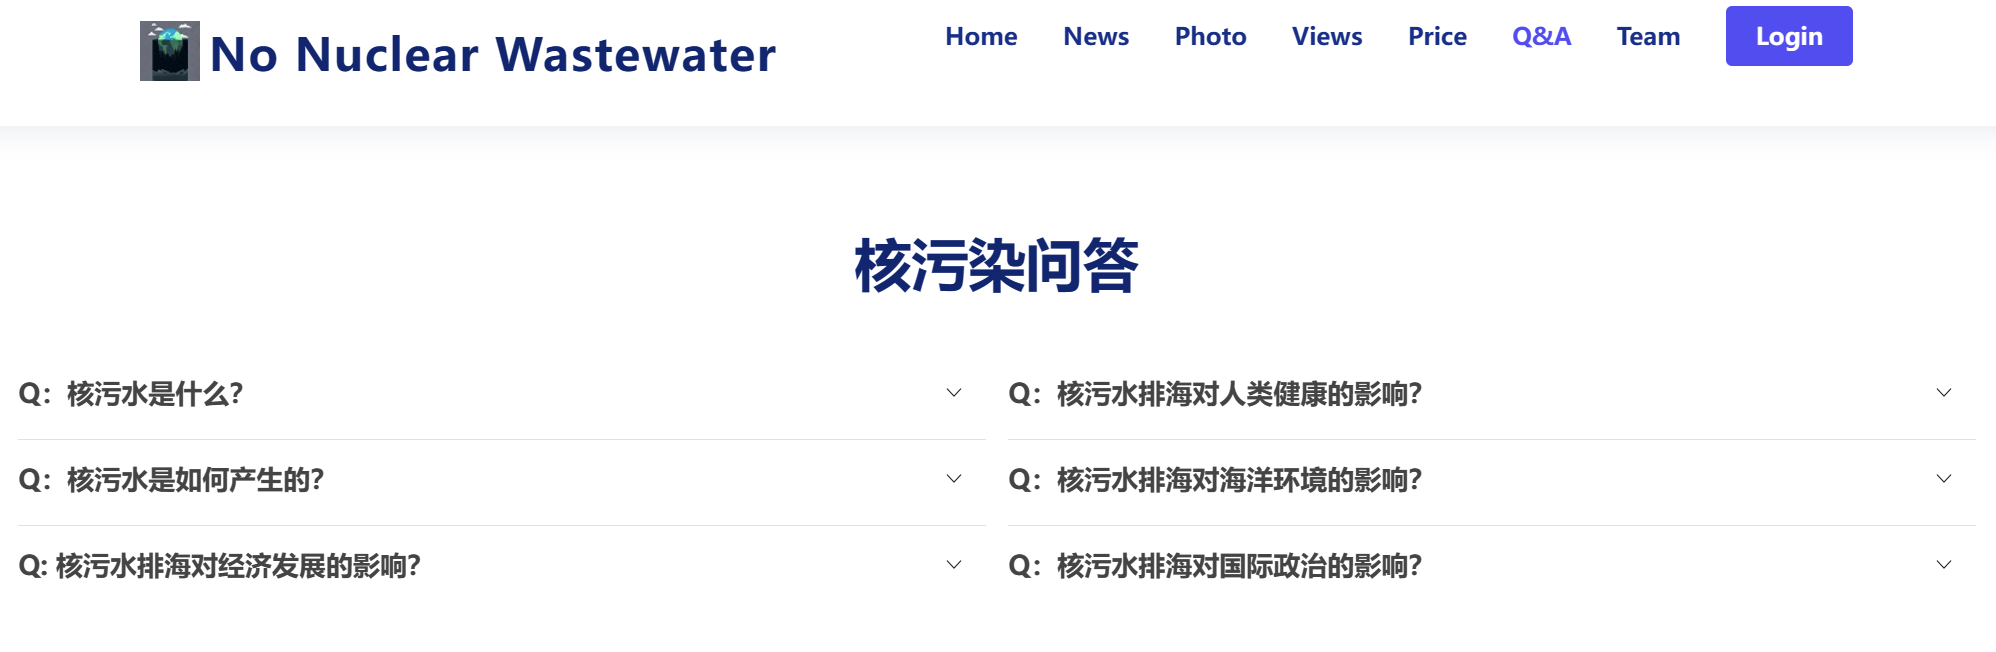 No Nuclear Wastewater
Home News Photo Views Price Q&A Team Login
核污染问答
Q：核污水是什么？
Q：核污水是如何产生的？
Q: 核污水排海对经济发展的影响？
Q：核污水排海对人类健康的影响？
Q：核污水排海对海洋环境的影响？
Q：核污水排海对国际政治的影响？